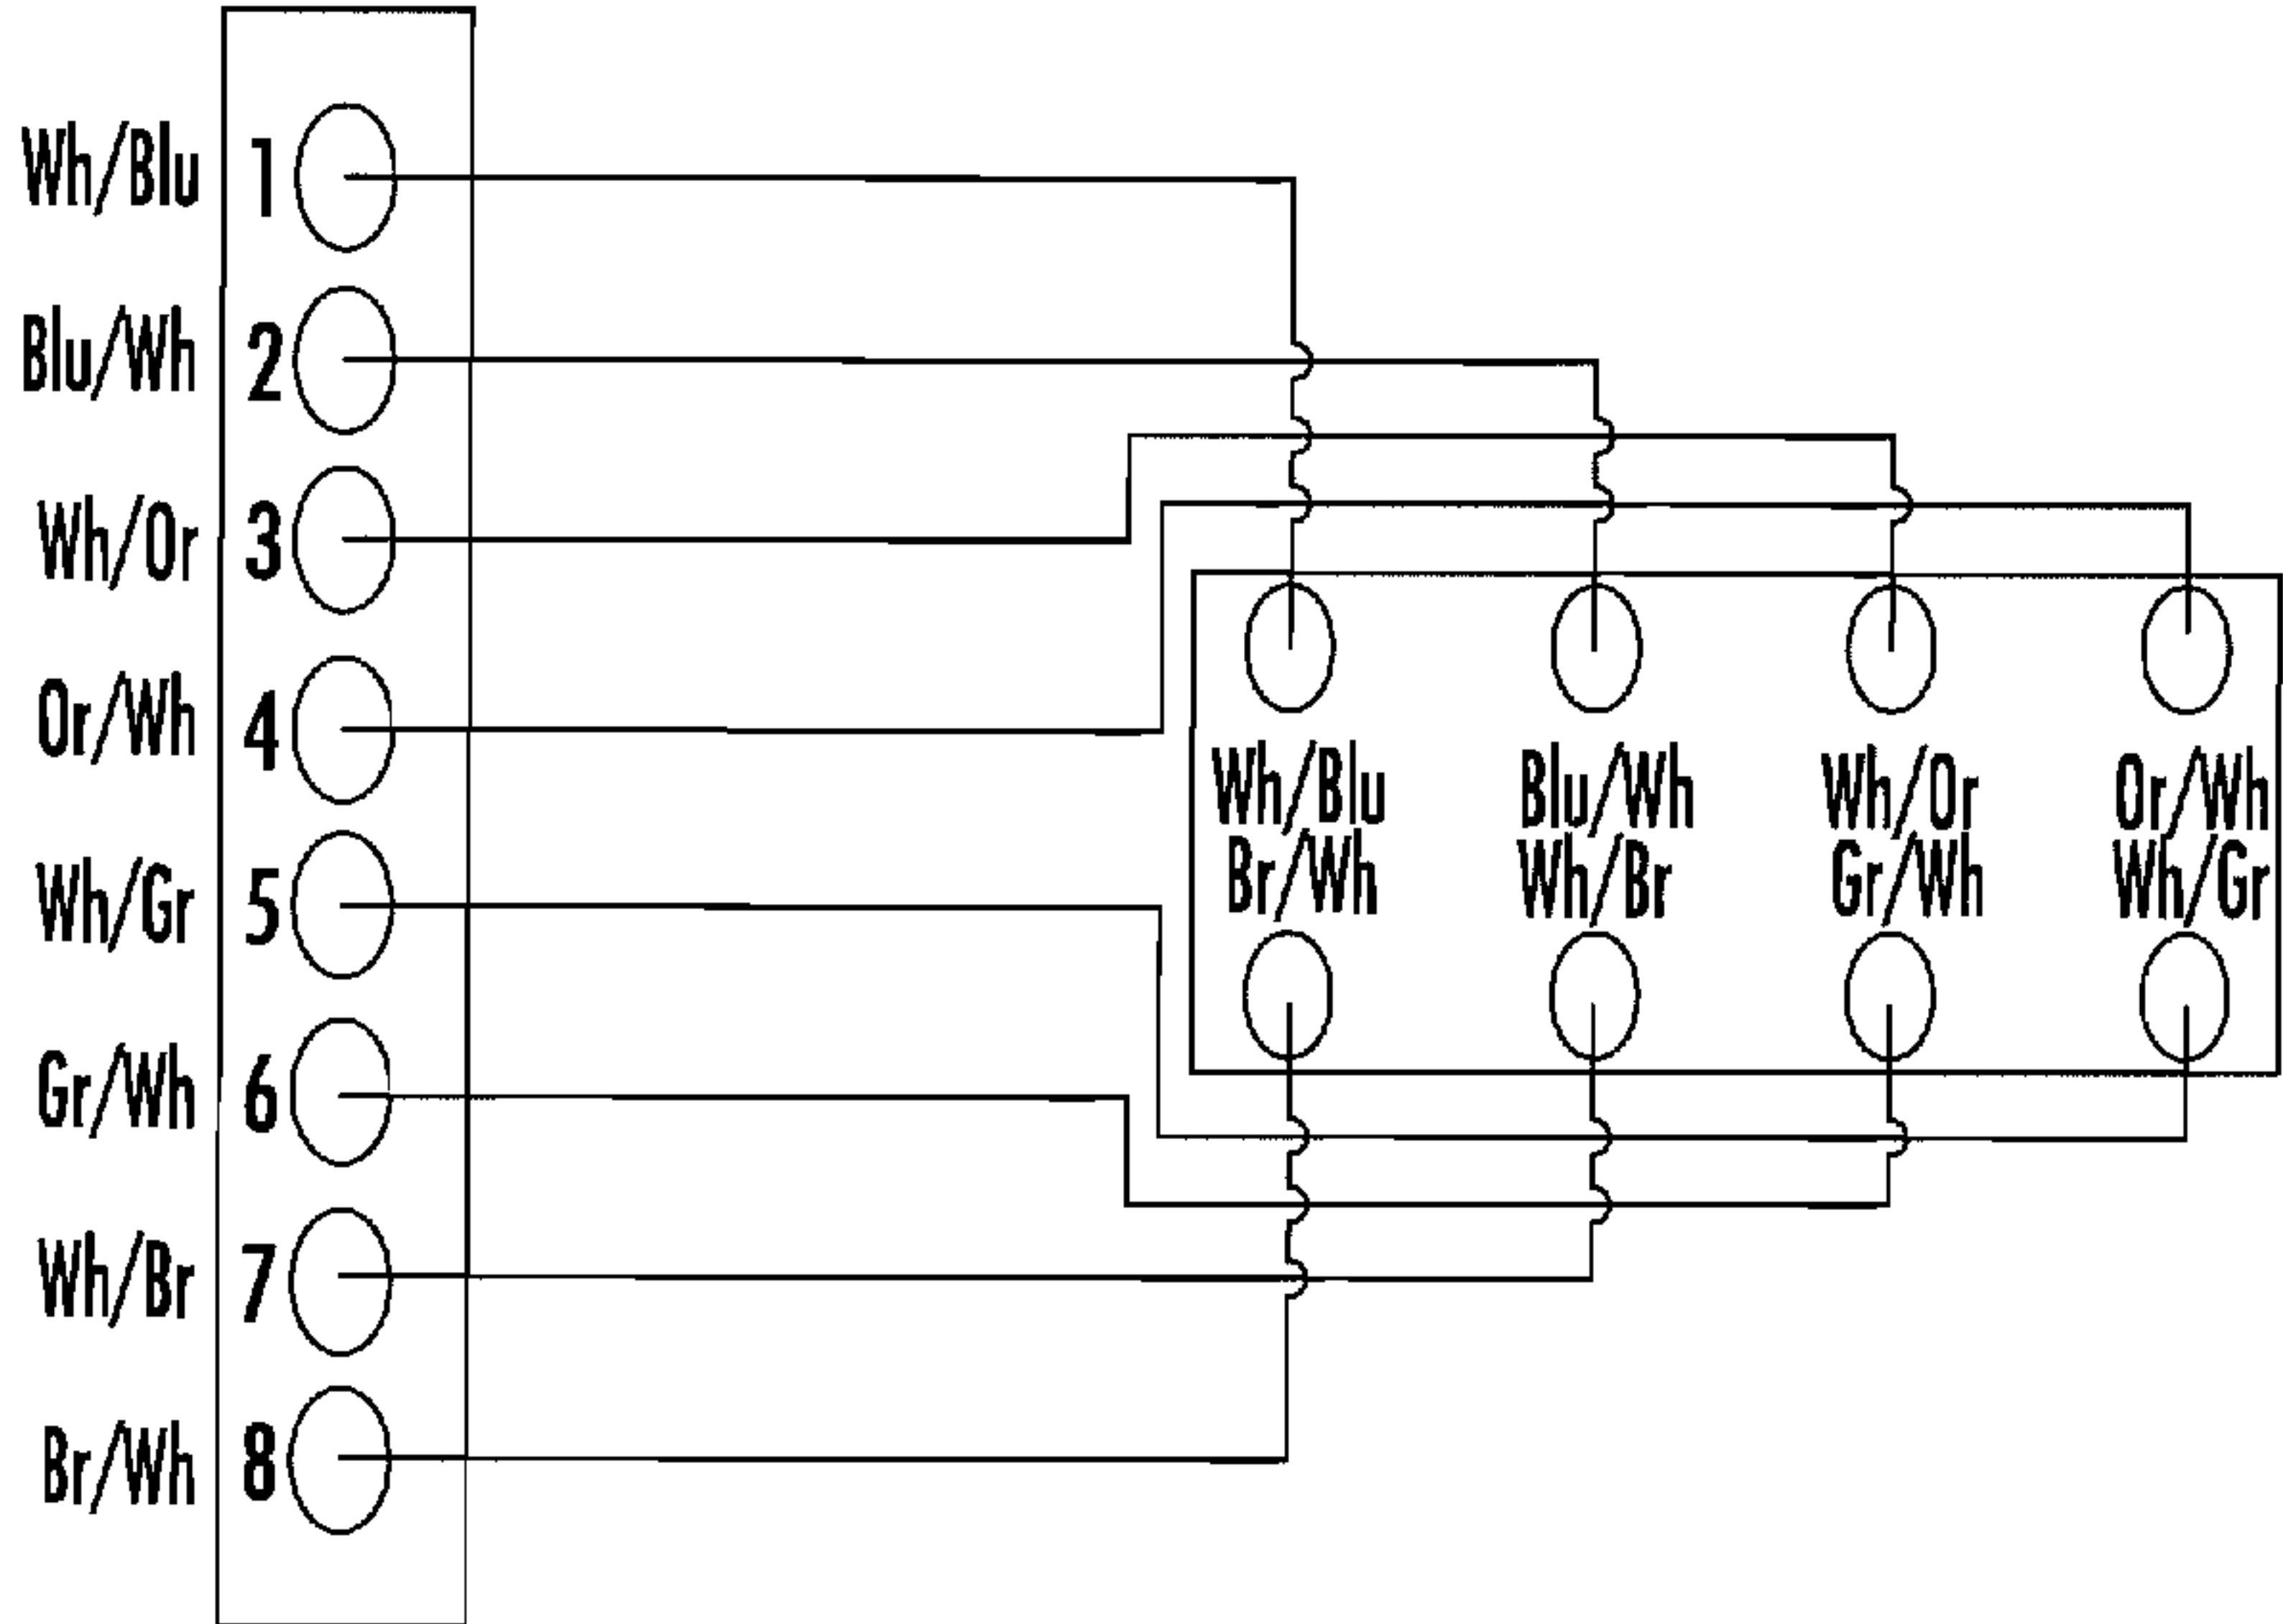 Wh/Blu 1
Blu/Wh 2
Wh/Or 3
Or/Wh 4
Wh/Gr 5
Gr/Wh 6
Wh/Br 7
Br/Wh 8
Wh/Blu Blu/Wh Wh/Or Or/Wh
Br/Wh Wh/Br Gr/Wh Wh/Gr